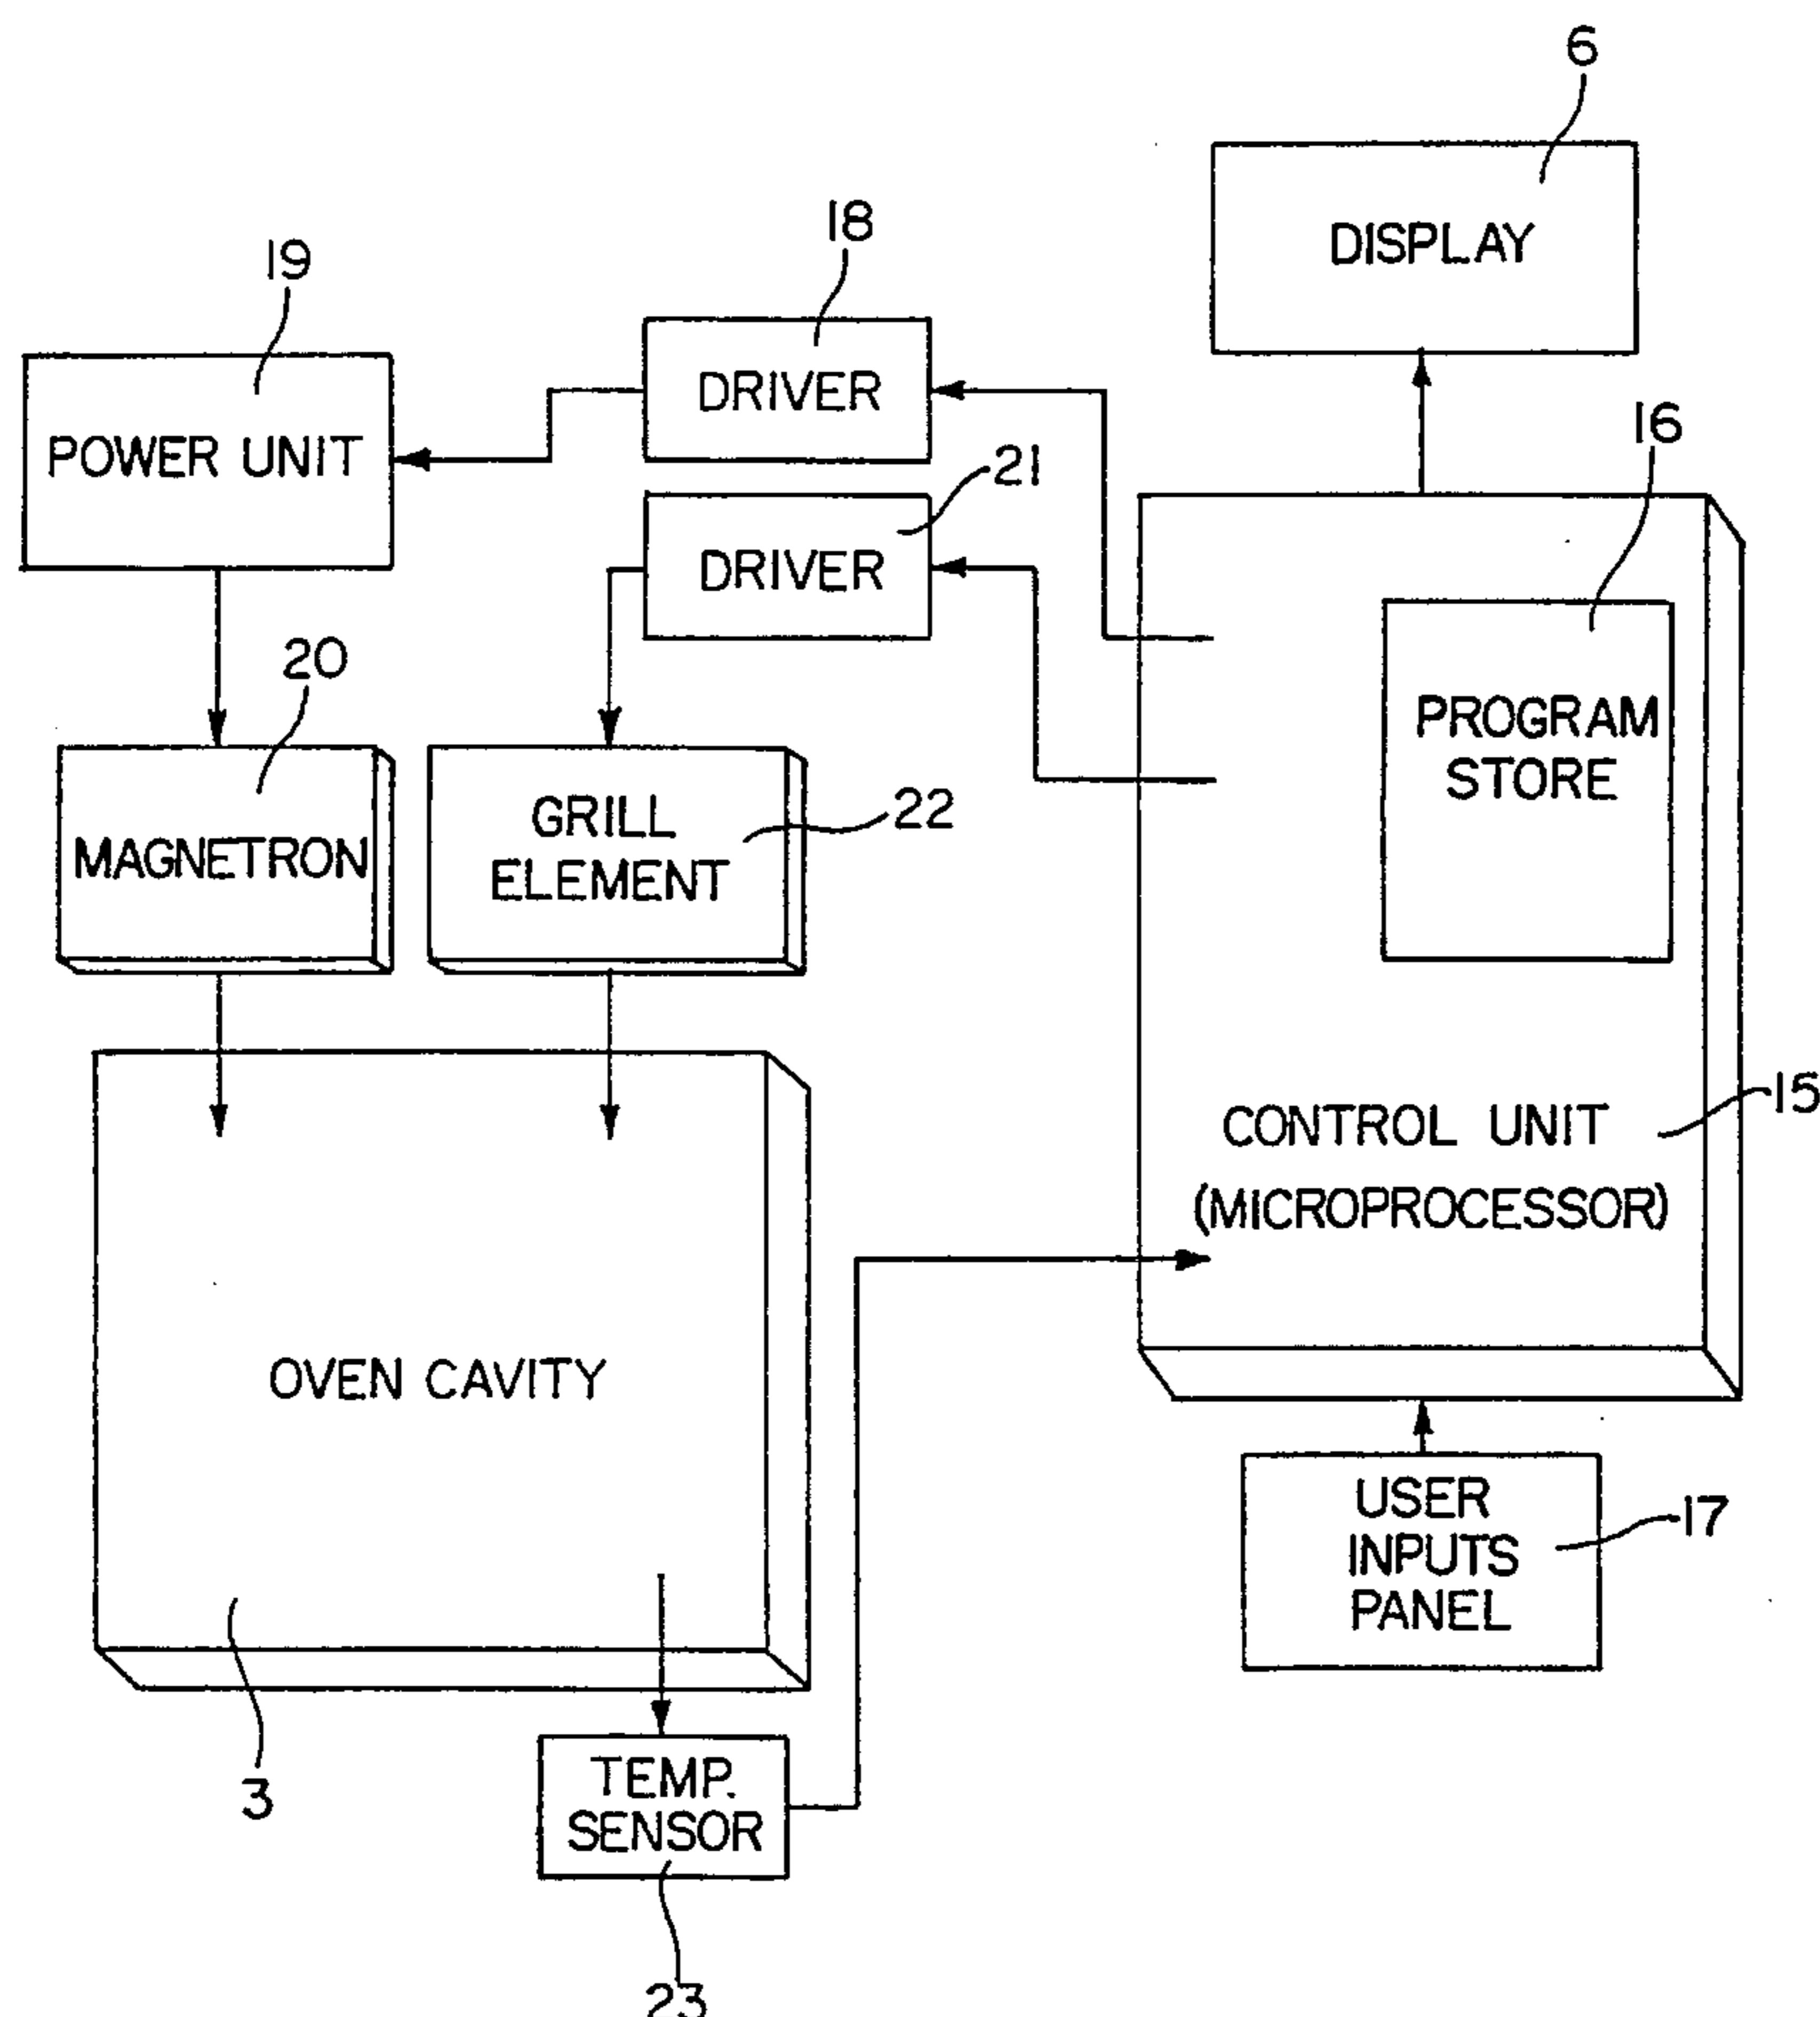 6
DISPLAY
18
19
DRIVER
POWER UNIT
16
21
DRIVER
20
PROGRAM
STORE
22
MAGNETRON
GRILL
ELEMENT
15
CONTROL UNIT
(MICROPROCESSOR)
OVEN CAVITY
17
USER
INPUTS
PANEL
3
TEMP.
SENSOR
23